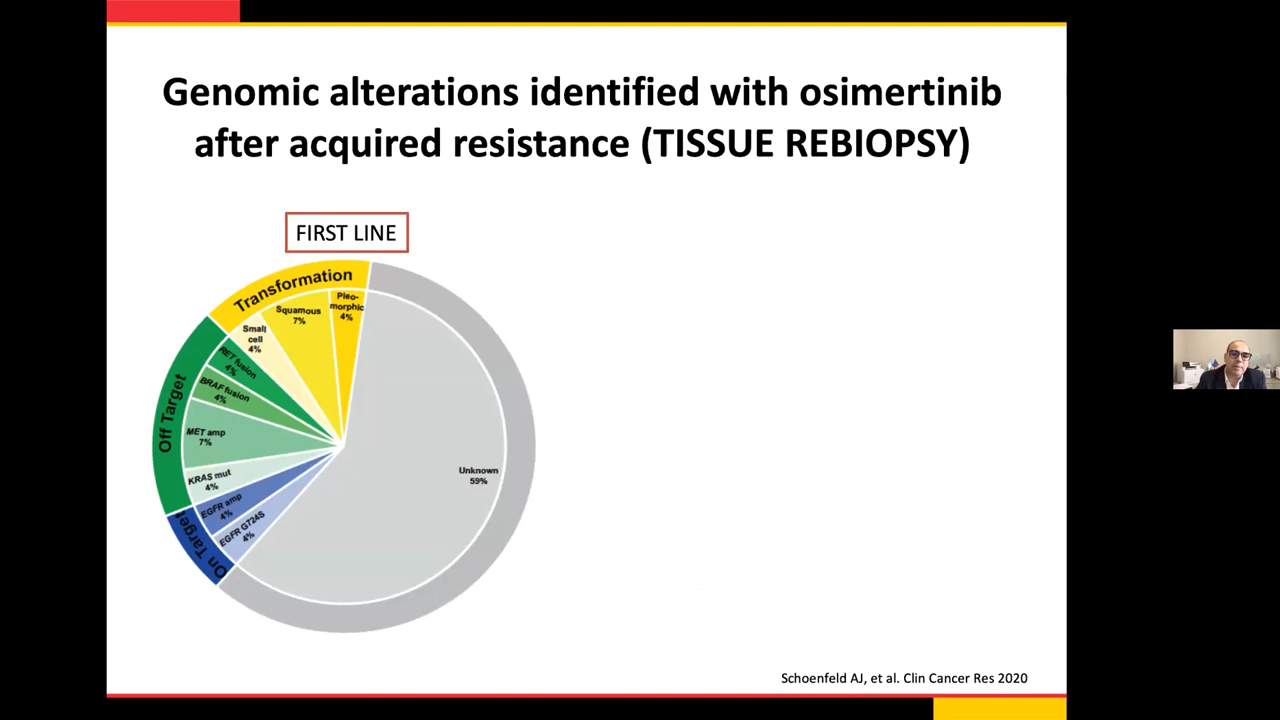 Genomic alterations identified with osimertinib
after acquired resistance (TISSUE REBIOPSY)
FIRST LINE
Transformation
Pleo-
morphic
4%
Squamous
7%
Small
cell
4%
Off Target
RET fusion
4%
BRAF fusion
4%
MET amp
7%
KRAS mut
4%
On Target
EGFR amp
4%
EGFR G724S
4%
Unknown
59%
Schoenfeld AJ, et al. Clin Cancer Res 2020